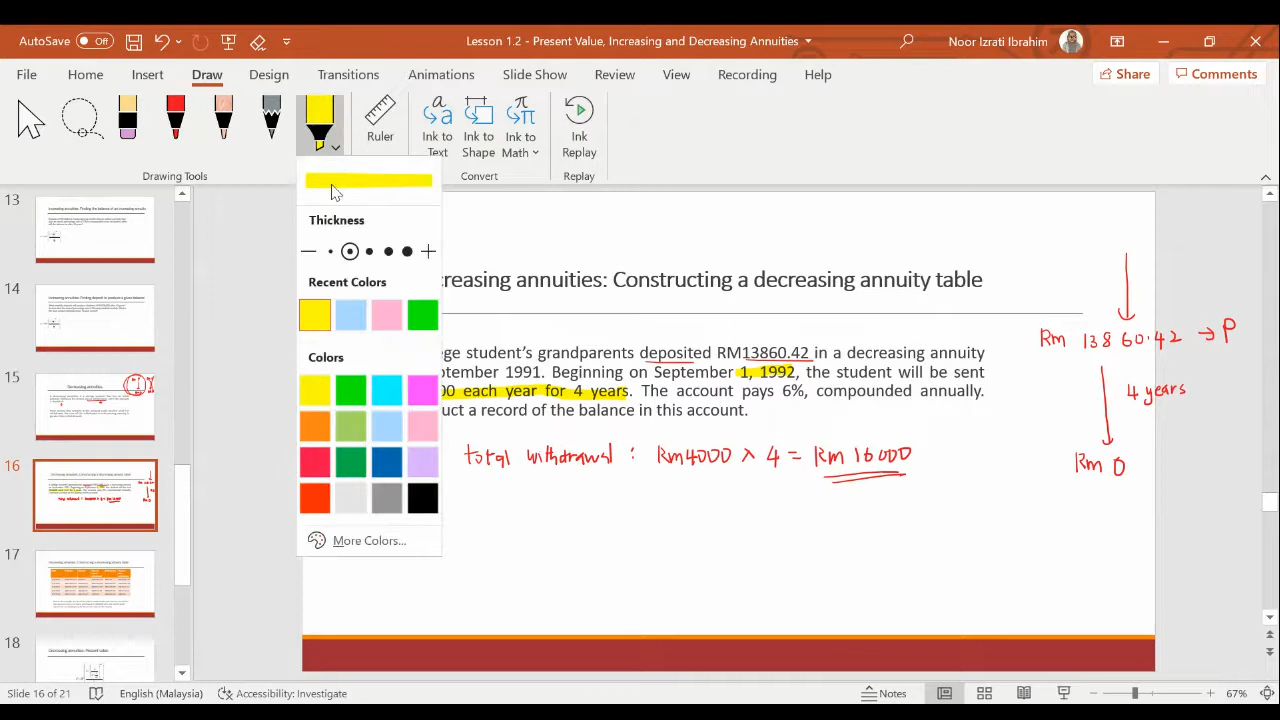 AutoSave Off Lesson 1.2 - Present Value, Increasing and Decreasing Annuities Noor Izrati Ibrahim
File Home Insert Draw Design Transitions Animations Slide Show Review View Recording Help Share Comments
Ruler Ink to Text Ink to Shape Ink to Math Ink Replay
Drawing Tools Convert Replay
Thickness
Recent Colors
Colors
More Colors...
13
14
15
16
17
18
creasing annuities: Constructing a decreasing annuity table
ege student's grandparents deposited RM13860.42 in a decreasing annuity
eptember 1991. Beginning on September 1, 1992, the student will be sent
00 each year for 4 years. The account pays 6%, compounded annually.
uct a record of the balance in this account.
total withdrawal : Rm4000 × 4 = Rm 16000
Rm 13860.42 → P
4 years
Rm 0
Slide 16 of 21 English (Malaysia) Accessibility: Investigate Notes 67%